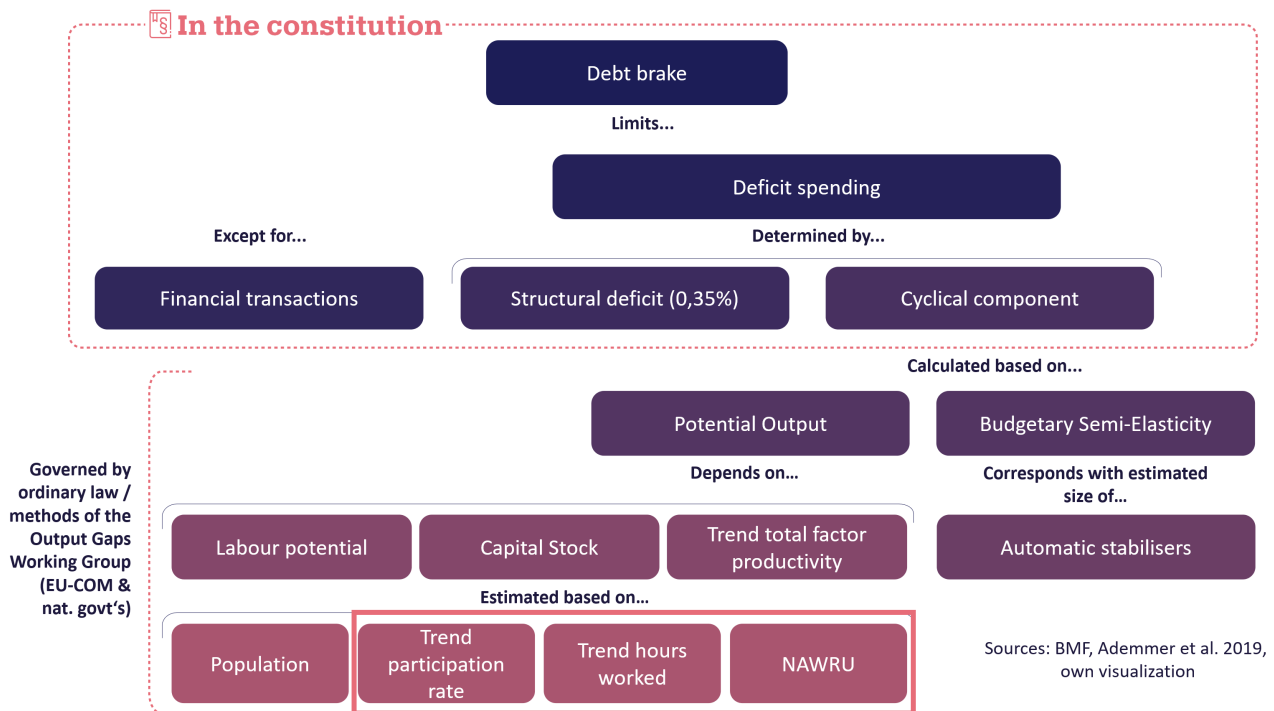 § In the constitution
Debt brake
Limits...
Deficit spending
Except for...
Determined by...
Financial transactions
Structural deficit (0,35%)
Cyclical component
Calculated based on...
Potential Output
Budgetary Semi-Elasticity
Governed by
ordinary law /
methods of the
Output Gaps
Working Group
(EU-COM &
nat. govt‘s)
Depends on...
Corresponds with estimated
size of...
Labour potential
Capital Stock
Trend total factor
productivity
Automatic stabilisers
Estimated based on...
Population
Trend
participation
rate
Trend hours
worked
NAWRU
Sources: BMF, Ademmer et al. 2019,
own visualization